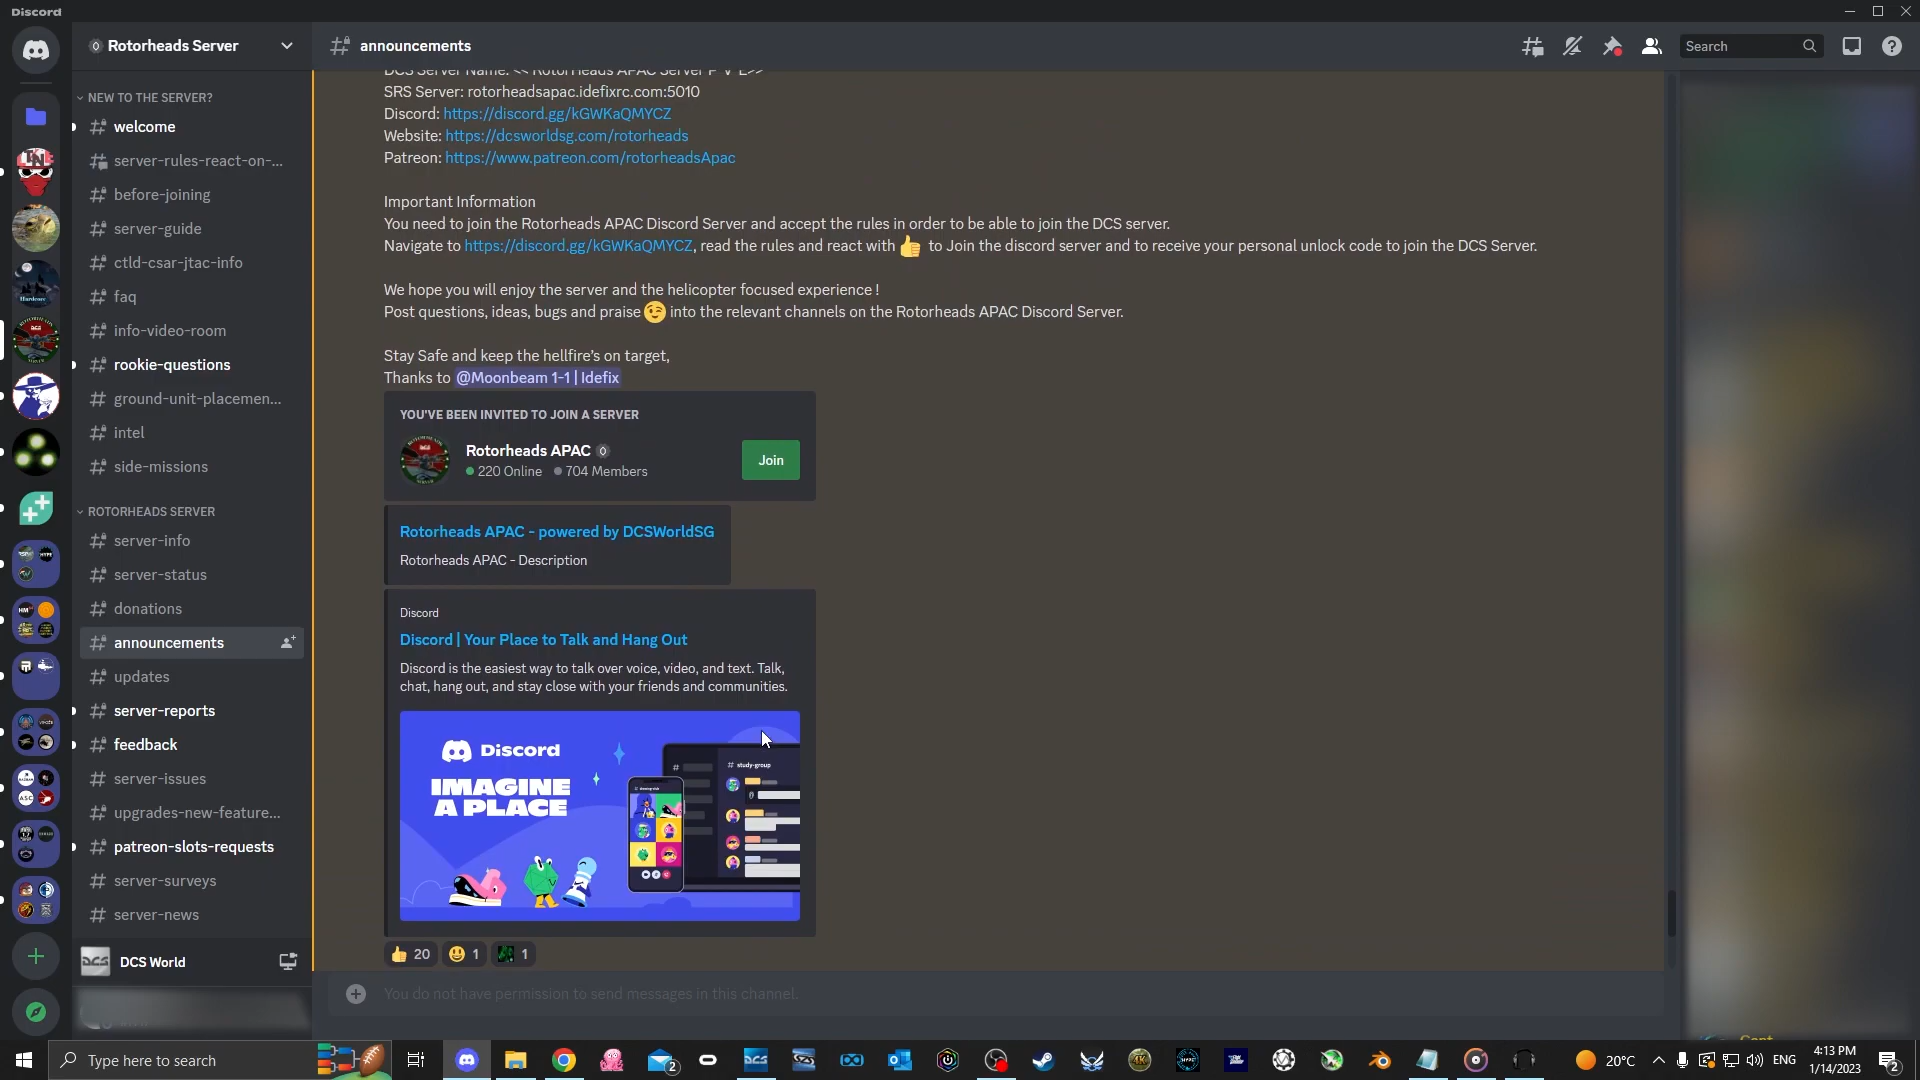 Discord
Rotorheads Server
announcements
Search
NEW TO THE SERVER?
welcome
server-rules-react-on-...
before-joining
server-guide
ctld-csar-jtac-info
faq
info-video-room
rookie-questions
ground-unit-placemen...
intel
side-missions
ROTORHEADS SERVER
server-info
server-status
donations
announcements
updates
server-reports
feedback
server-issues
upgrades-new-feature...
patreon-slots-requests
server-surveys
server-news
DCS World
DCS Server Name: << RotorHeads APAC Server P-V-E>>
SRS Server: rotorheadsapac.idefixrc.com:5010
Discord: https://discord.gg/kGWKaQMYCZ
Website: https://dcsworldsg.com/rotorheads
Patreon: https://www.patreon.com/rotorheadsApac
Important Information
You need to join the Rotorheads APAC Discord Server and accept the rules in order to be able to join the DCS server.
Navigate to https://discord.gg/kGWKaQMYCZ, read the rules and react with 👍 to Join the discord server and to receive your personal unlock code to join the DCS Server.
We hope you will enjoy the server and the helicopter focused experience !
Post questions, ideas, bugs and praise 😉 into the relevant channels on the Rotorheads APAC Discord Server.
Stay Safe and keep the hellfire's on target,
Thanks to @Moonbeam 1-1 | Idefix
YOU'VE BEEN INVITED TO JOIN A SERVER
Rotorheads APAC
220 Online 704 Members
Join
Rotorheads APAC - powered by DCSWorldSG
Rotorheads APAC - Description
Discord
Discord | Your Place to Talk and Hang Out
Discord is the easiest way to talk over voice, video, and text. Talk,
chat, hang out, and stay close with your friends and communities.
Discord
IMAGINE
A PLACE
# study-group
👍 20 😃 1 1
You do not have permission to send messages in this channel.
Type here to search
2
20°C
ENG
4:13 PM
1/14/2023
2